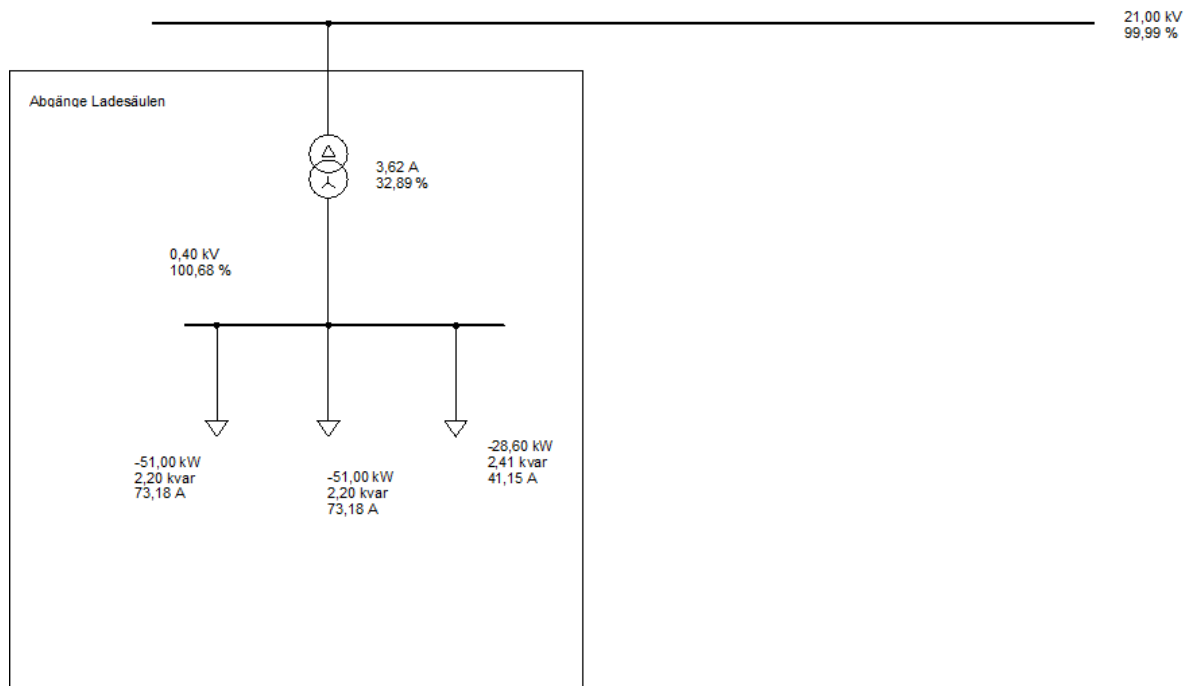 21,00 kV
99,99 %
Abgänge Ladesäulen
3,62 A
32,89 %
0,40 kV
100,68 %
-51,00 kW
2,20 kvar
73,18 A
-51,00 kW
2,20 kvar
73,18 A
-28,60 kW
2,41 kvar
41,15 A